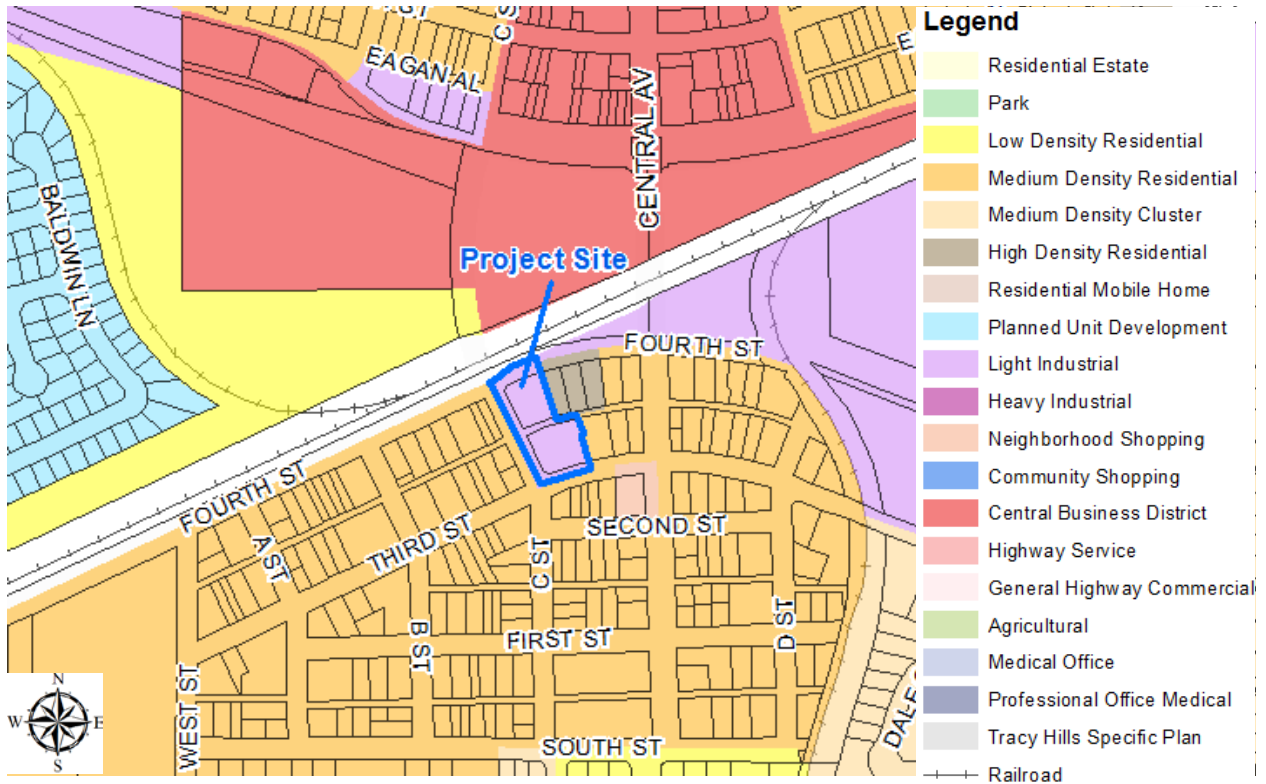 EAGAN AL
C S
E
CENTRAL AV
BALDWIN LN
Project Site
FOURTH ST
FOURTH ST
THIRD ST
A ST
SECOND ST
C ST
B ST
FIRST ST
D ST
WEST ST
SOUTH ST
DALE
N
W
E
S
Legend
Residential Estate
Park
Low Density Residential
Medium Density Residential
Medium Density Cluster
High Density Residential
Residential Mobile Home
Planned Unit Development
Light Industrial
Heavy Industrial
Neighborhood Shopping
Community Shopping
Central Business District
Highway Service
General Highway Commercial
Agricultural
Medical Office
Professional Office Medical
Tracy Hills Specific Plan
Railroad